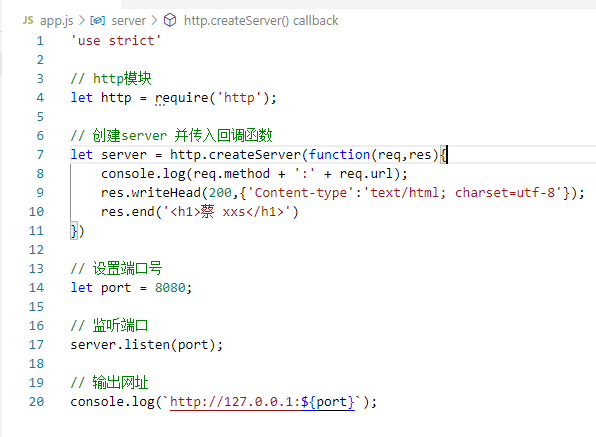 JS app.js > server > http.createServer() callback
1 'use strict'
2
3 // http模块
4 let http = require('http');
5
6 // 创建server 并传入回调函数
7 let server = http.createServer(function(req,res){
8     console.log(req.method + ':' + req.url);
9     res.writeHead(200,{'Content-type':'text/html; charset=utf-8'});
10     res.end('<h1>蔡 xxs</h1>')
11 })
12
13 // 设置端口号
14 let port = 8080;
15
16 // 监听端口
17 server.listen(port);
18
19 // 输出网址
20 console.log(`http://127.0.0.1:${port}`);